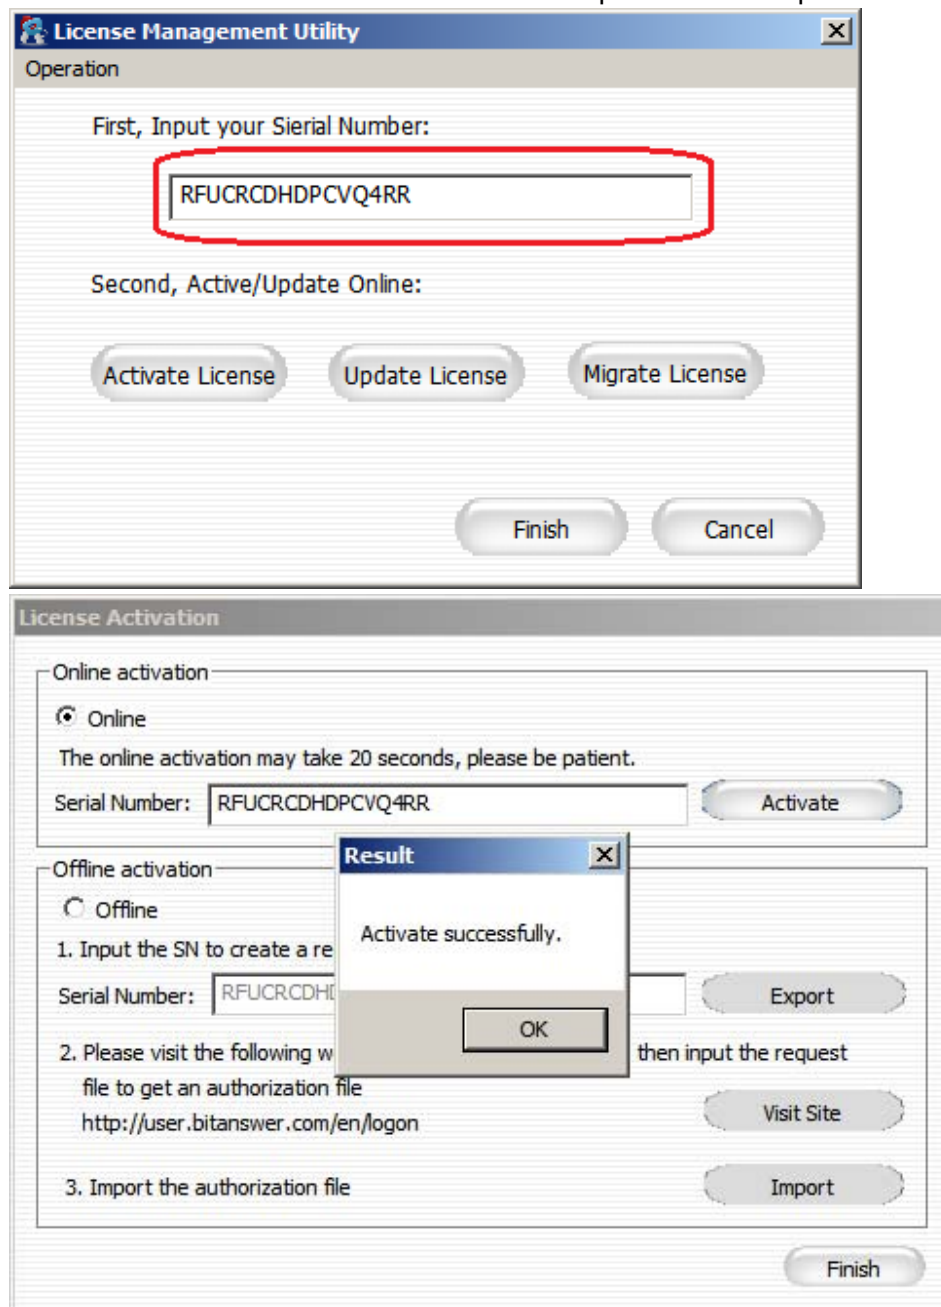 License Management Utility
Operation
First, Input your Sierial Number:
RFUCRCDHDPCVQ4RR
Second, Active/Update Online:
Activate License Update License Migrate License
Finish Cancel
License Activation
Online activation
Online
The online activation may take 20 seconds, please be patient.
Serial Number: RFUCRCDHDPCVQ4RR Activate
Result
Activate successfully.
OK
Offline activation
Offline
1. Input the SN to create a re
Serial Number: RFUCRCDHD Export
2. Please visit the following w then input the request
file to get an authorization file
http://user.bitanswer.com/en/logon
Visit Site
3. Import the authorization file Import
Finish